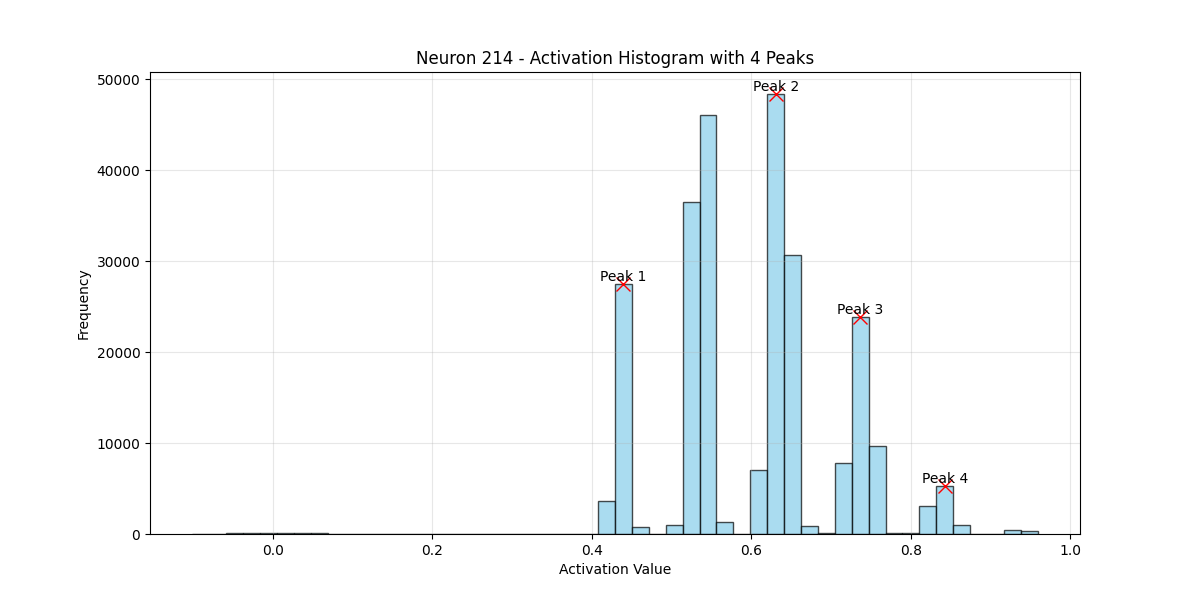 Neuron 214 - Activation Histogram with 4 Peaks
50000
40000
30000
20000
10000
0
Frequency
Peak 1
Peak 2
Peak 3
Peak 4
0.0
0.2
0.4
0.6
0.8
1.0
Activation Value